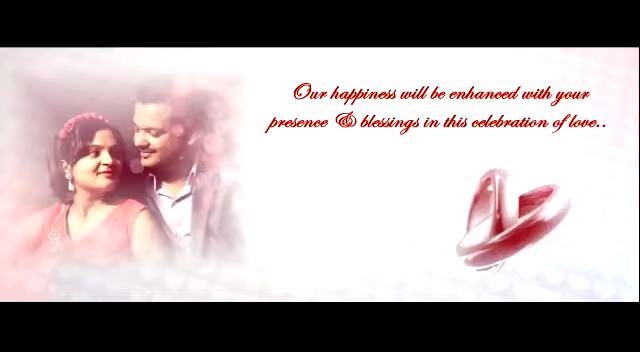 Our happiness will be enhanced with your
presence & blessings in this celebration of love..